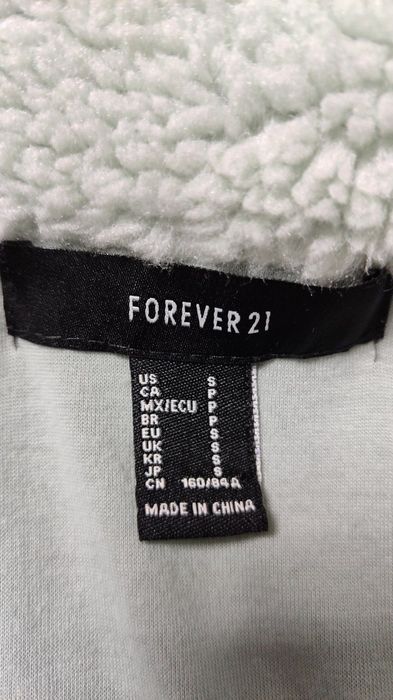 FOREVER 21
US S
CA P
MX/ECU P
BR P
EU S
UK S
KR S
JP S
CN 160/84A
MADE IN CHINA